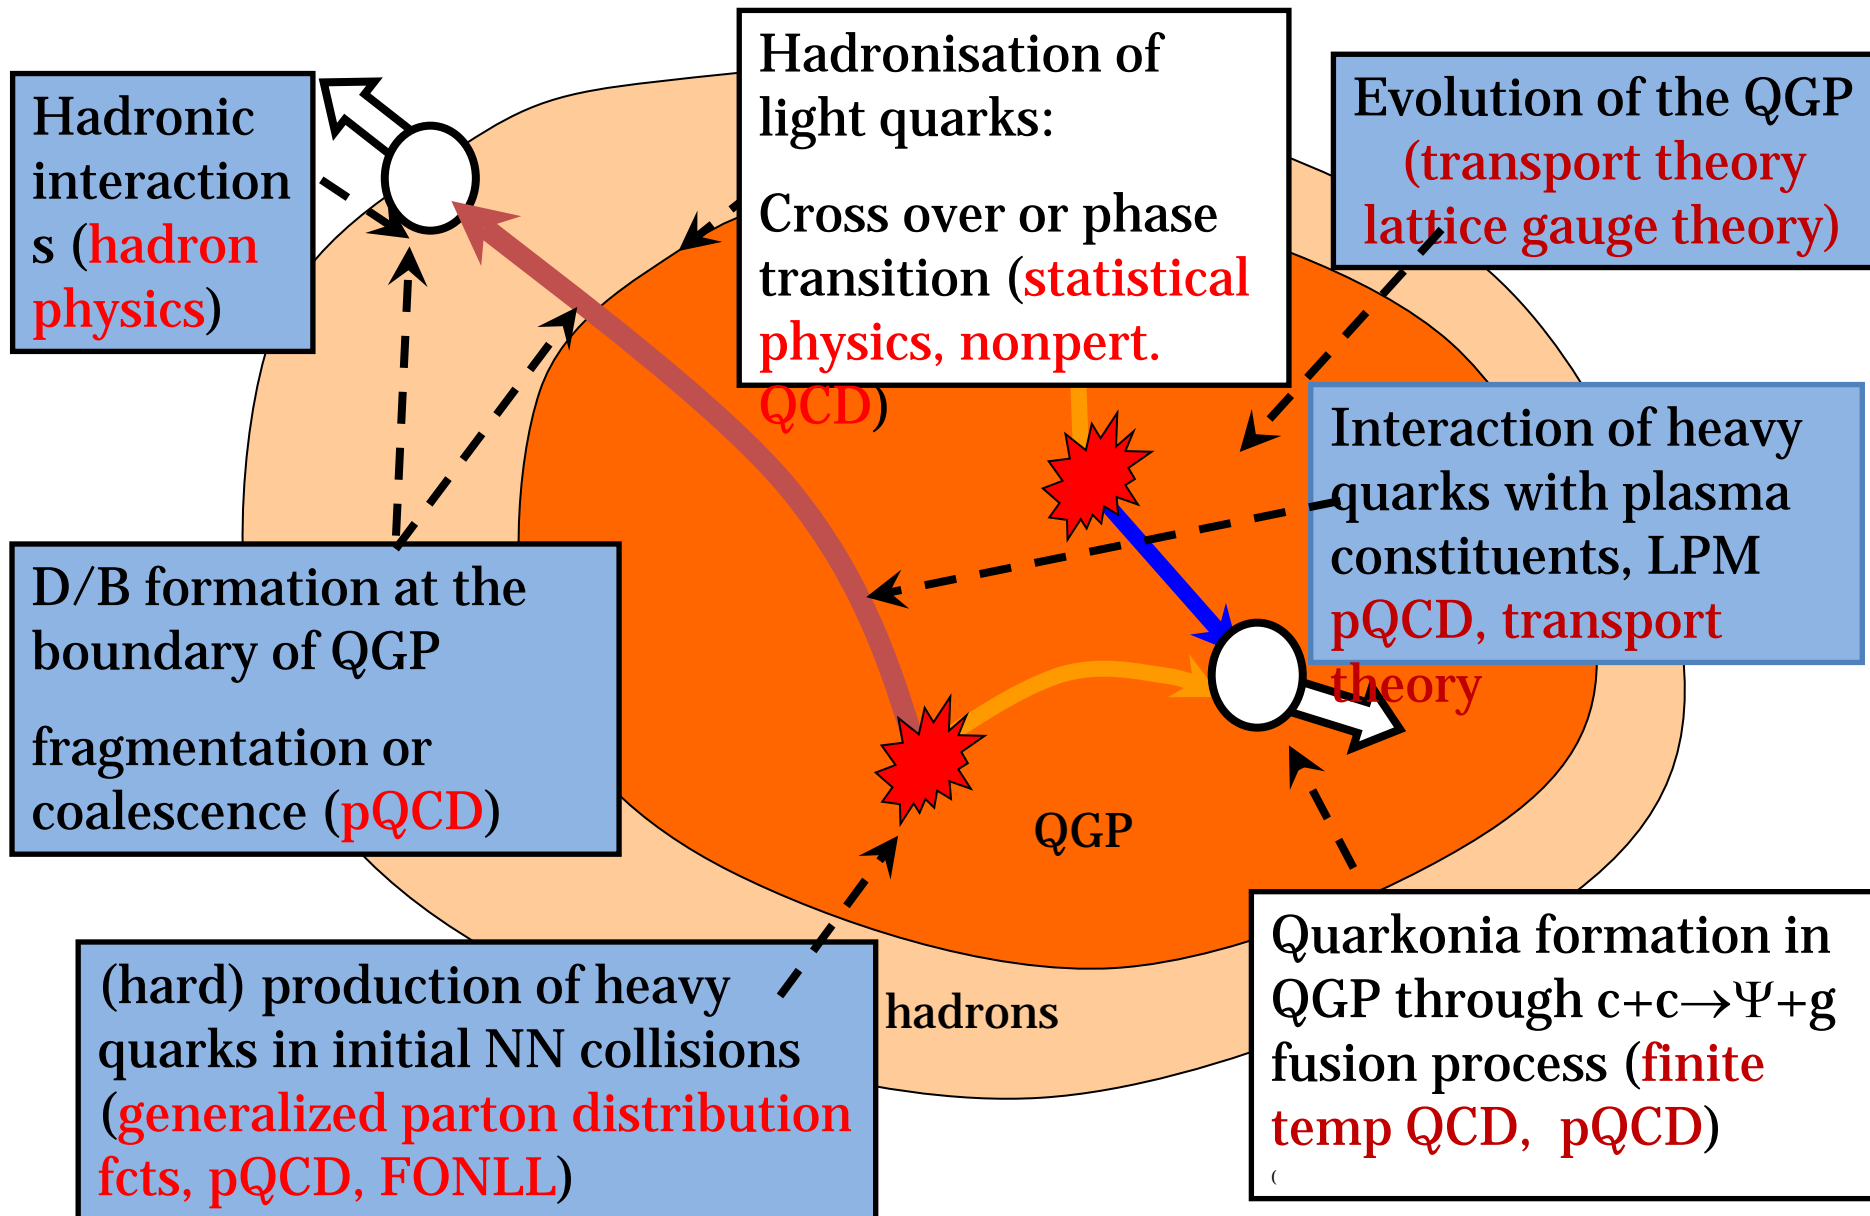 Hadronic
interaction
s (hadron
physics)
Hadronisation of
light quarks:
Cross over or phase
transition (statistical
physics, nonpert.
QCD)
Evolution of the QGP
(transport theory
lattice gauge theory)
Interaction of heavy
quarks with plasma
constituents, LPM
pQCD, transport
theory
D/B formation at the
boundary of QGP
fragmentation or
coalescence (pQCD)
QGP
hadrons
(hard) production of heavy
quarks in initial NN collisions
(generalized parton distribution
fcts, pQCD, FONLL)
Quarkonia formation in
QGP through c+c→Ψ+g
fusion process (finite
temp QCD,  pQCD)
(